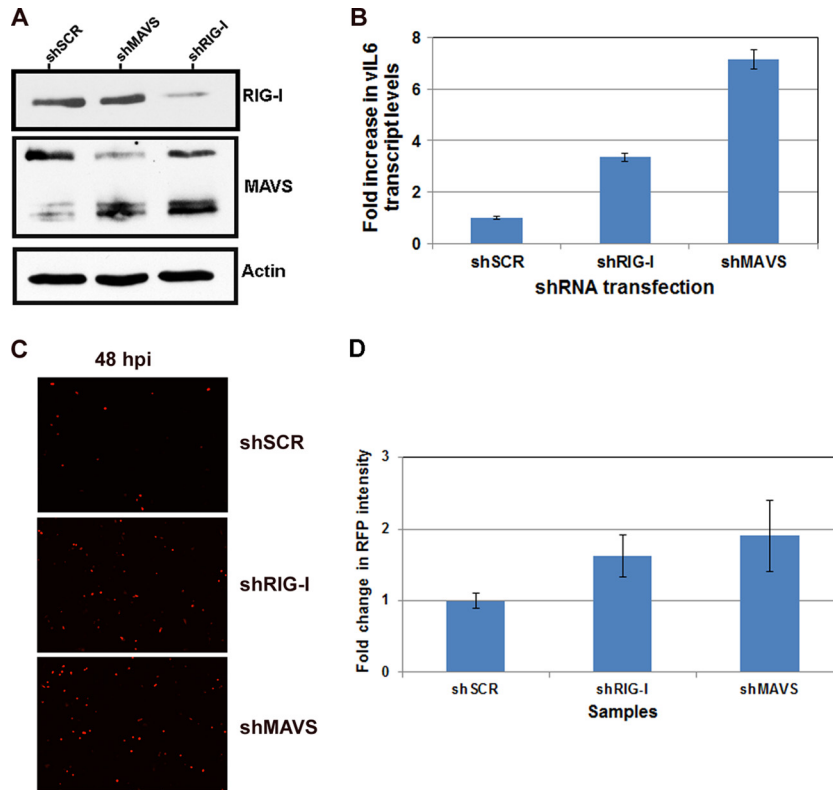 A
shSCR
shMAVS
shRIG-I
RIG-I
MAVS
Actin
B
Fold increase in vIL6
transcript levels
8
6
4
2
0
shSCR
shRIG-I
shMAVS
shRNA transfection
C
48 hpi
shSCR
shRIG-I
shMAVS
D
Fold change in RFP intensity
3
2
1
0
shSCR
shRIG-I
shMAVS
Samples